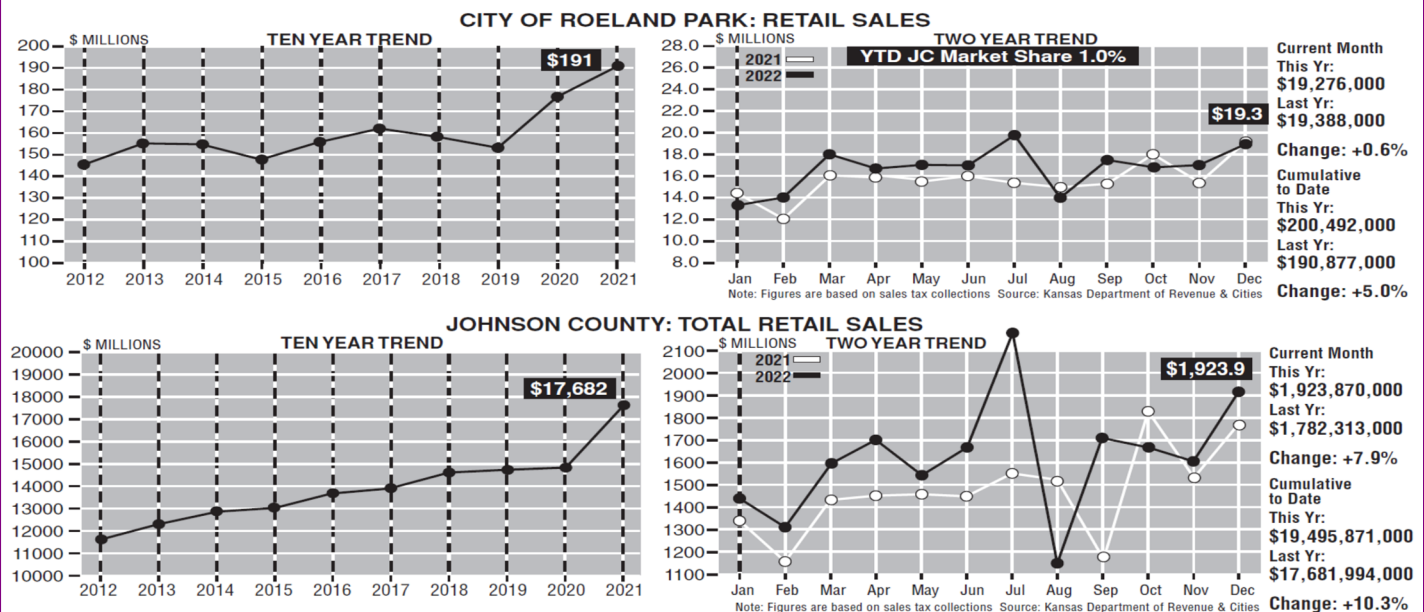 CITY OF ROELAND PARK: RETAIL SALES
$ MILLIONS
TEN YEAR TREND
$191
200
190
180
170
160
150
140
130
120
110
100
2012 2013 2014 2015 2016 2017 2018 2019 2020 2021
$ MILLIONS
TWO YEAR TREND
2021
2022
YTD JC Market Share 1.0%
$19.3
28.0
26.0
24.0
22.0
20.0
18.0
16.0
14.0
12.0
10.0
8.0
Jan Feb Mar Apr May Jun Jul Aug Sep Oct Nov Dec
Note: Figures are based on sales tax collections Source: Kansas Department of Revenue & Cities
Current Month
This Yr:
$19,276,000
Last Yr:
$19,388,000
Change: +0.6%
Cumulative
to Date
This Yr:
$200,492,000
Last Yr:
$190,877,000
Change: +5.0%
JOHNSON COUNTY: TOTAL RETAIL SALES
$ MILLIONS
TEN YEAR TREND
$17,682
20000
19000
18000
17000
16000
15000
14000
13000
12000
11000
10000
2012 2013 2014 2015 2016 2017 2018 2019 2020 2021
$ MILLIONS
TWO YEAR TREND
2021
2022
$1,923.9
2100
2000
1900
1800
1700
1600
1500
1400
1300
1200
1100
Jan Feb Mar Apr May Jun Jul Aug Sep Oct Nov Dec
Note: Figures are based on sales tax collections Source: Kansas Department of Revenue & Cities
Current Month
This Yr:
$1,923,870,000
Last Yr:
$1,782,313,000
Change: +7.9%
Cumulative
to Date
This Yr:
$19,495,871,000
Last Yr:
$17,681,994,000
Change: +10.3%